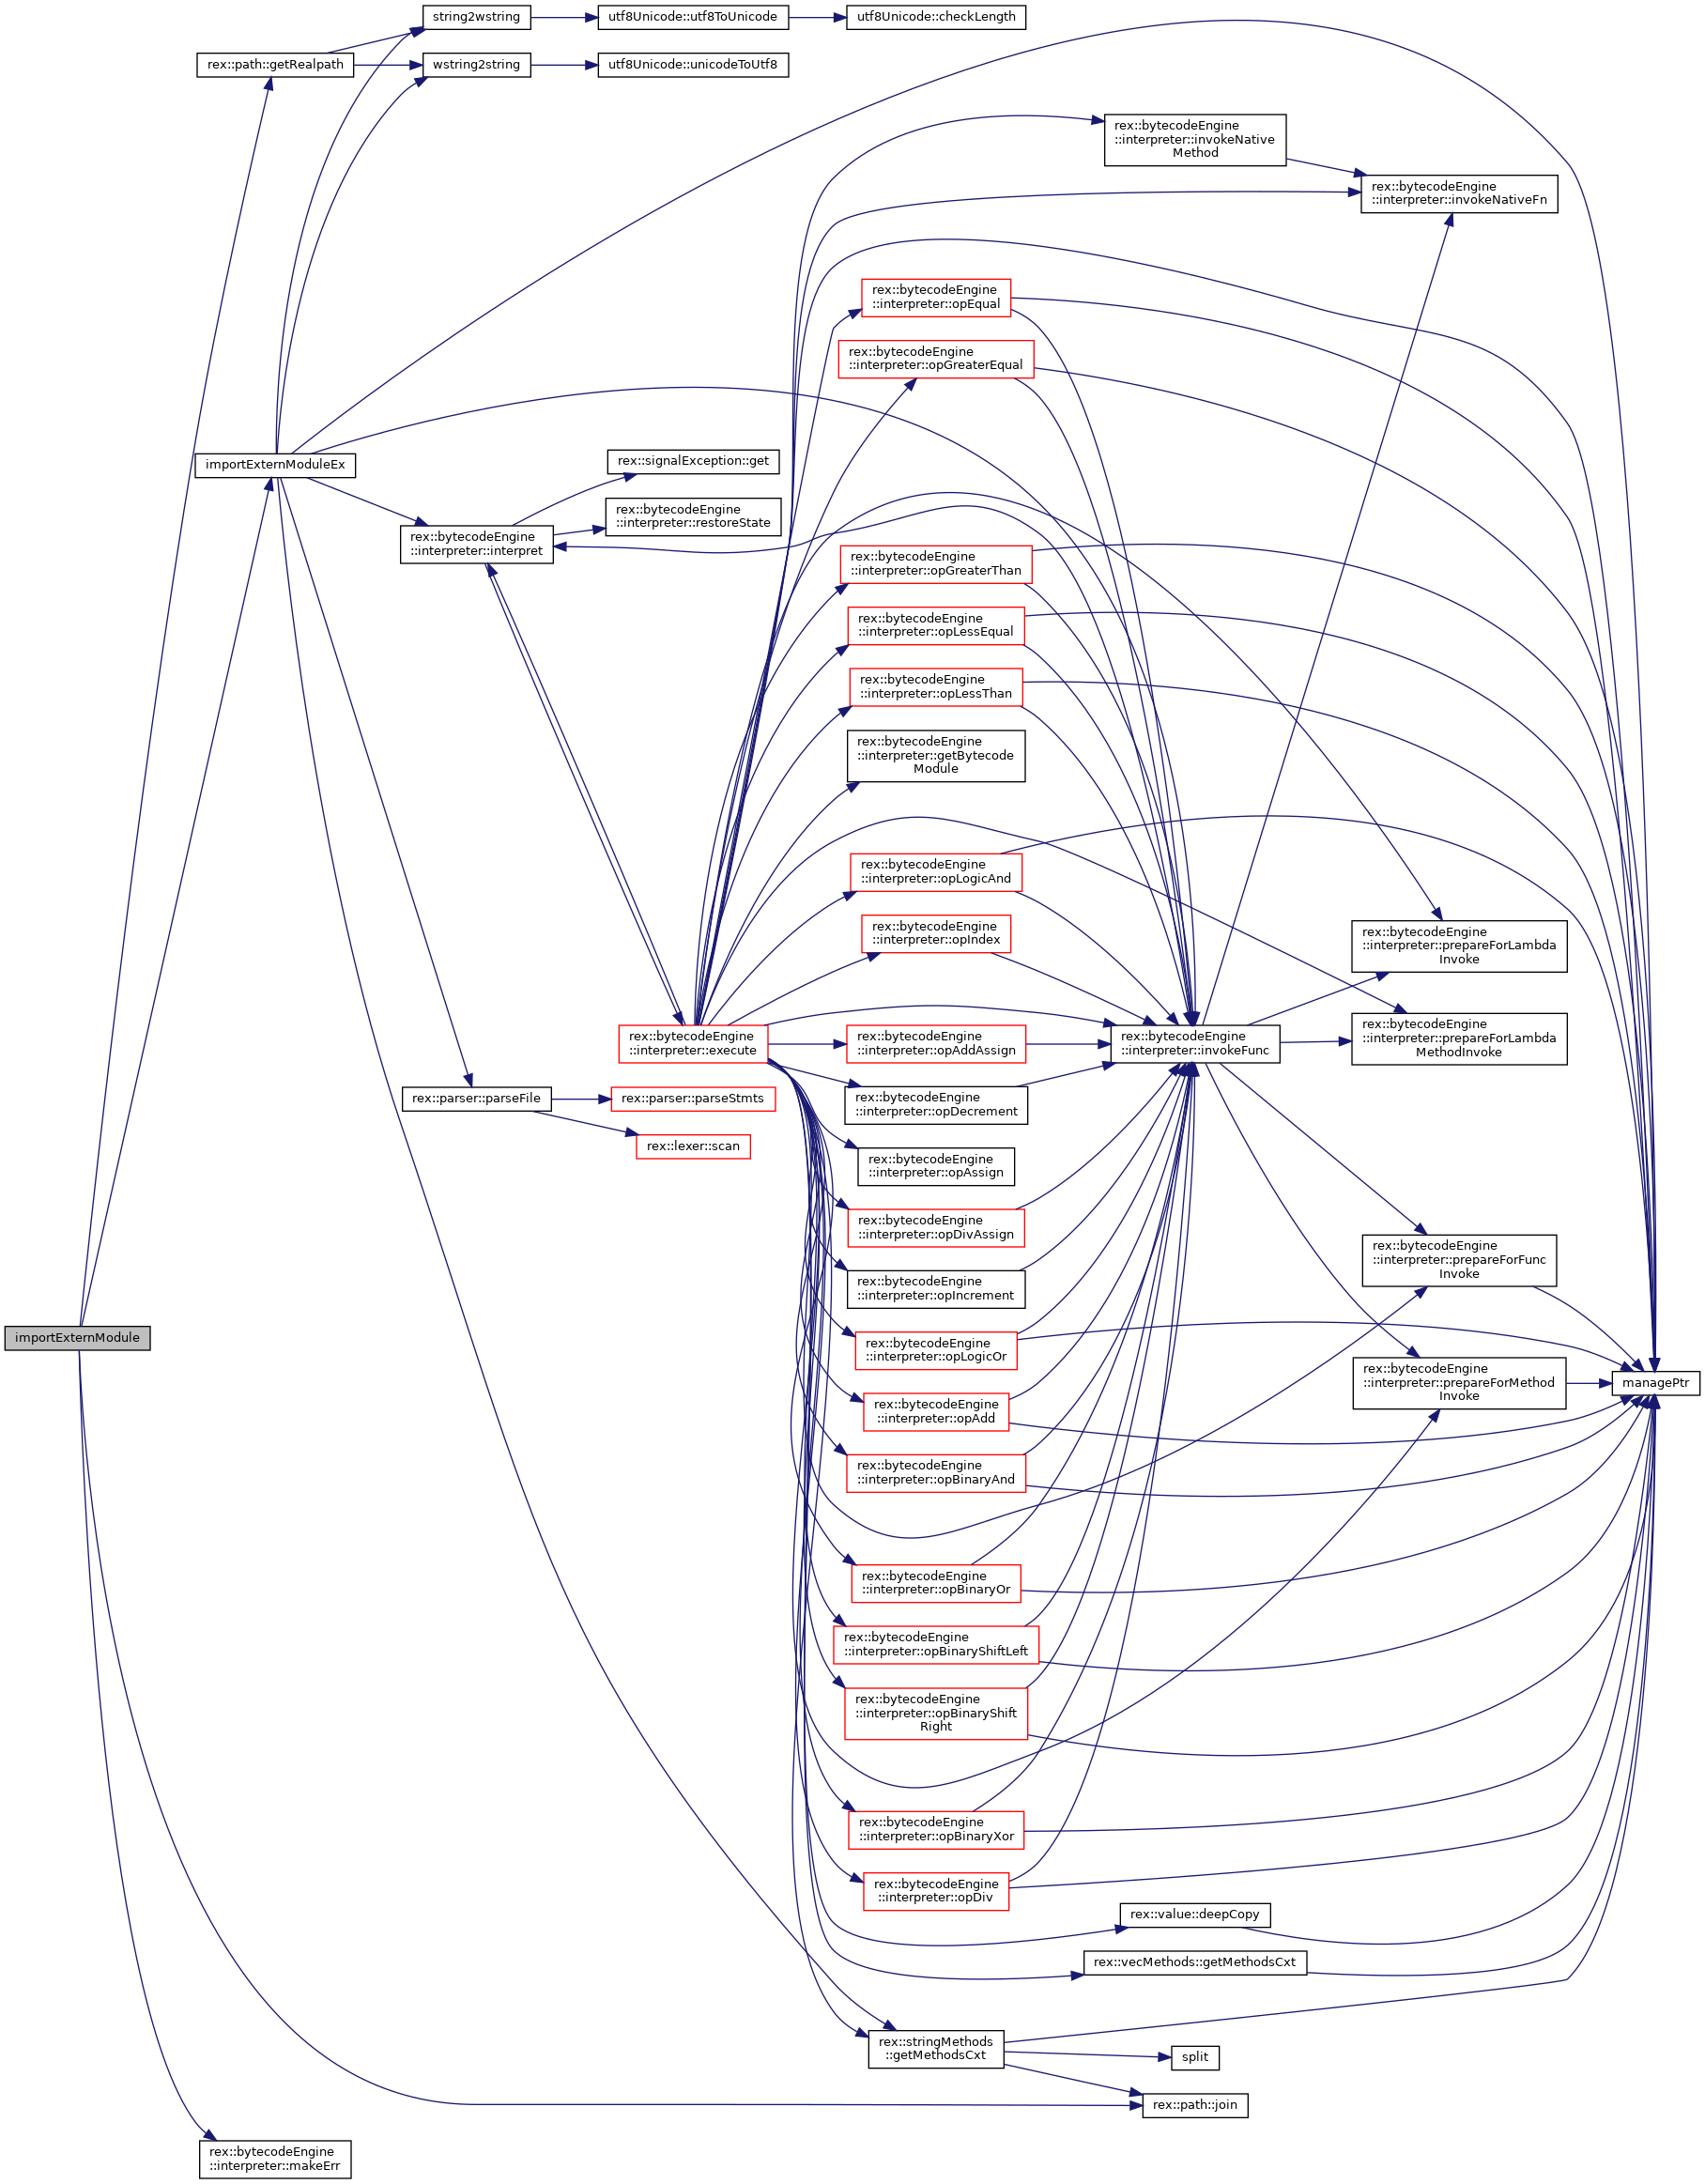 string2wstring
utf8Unicode::utf8ToUnicode
utf8Unicode::checkLength
rex::path::getRealpath
wstring2string
utf8Unicode::unicodeToUtf8
rex::bytecodeEngine
::interpreter::invokeNative
Method
rex::bytecodeEngine
::interpreter::invokeNativeFn
rex::bytecodeEngine
::interpreter::opEqual
rex::bytecodeEngine
::interpreter::opGreaterEqual
importExternModuleEx
rex::signalException::get
rex::bytecodeEngine
::interpreter::restoreState
rex::bytecodeEngine
::interpreter::interpret
rex::bytecodeEngine
::interpreter::opGreaterThan
rex::bytecodeEngine
::interpreter::opLessEqual
rex::bytecodeEngine
::interpreter::opLessThan
rex::bytecodeEngine
::interpreter::getBytecode
Module
rex::bytecodeEngine
::interpreter::opLogicAnd
rex::bytecodeEngine
::interpreter::opIndex
rex::bytecodeEngine
::interpreter::prepareForLambda
Invoke
rex::bytecodeEngine
::interpreter::execute
rex::bytecodeEngine
::interpreter::opAddAssign
rex::bytecodeEngine
::interpreter::invokeFunc
rex::bytecodeEngine
::interpreter::prepareForLambda
MethodInvoke
rex::parser::parseFile
rex::parser::parseStmts
rex::bytecodeEngine
::interpreter::opDecrement
rex::lexer::scan
rex::bytecodeEngine
::interpreter::opAssign
rex::bytecodeEngine
::interpreter::opDivAssign
rex::bytecodeEngine
::interpreter::prepareForFunc
Invoke
rex::bytecodeEngine
::interpreter::opIncrement
importExternModule
rex::bytecodeEngine
::interpreter::opLogicOr
rex::bytecodeEngine
::interpreter::prepareForMethod
Invoke
managePtr
rex::bytecodeEngine
::interpreter::opAdd
rex::bytecodeEngine
::interpreter::opBinaryAnd
rex::bytecodeEngine
::interpreter::opBinaryOr
rex::bytecodeEngine
::interpreter::opBinaryShiftLeft
rex::bytecodeEngine
::interpreter::opBinaryShift
Right
rex::bytecodeEngine
::interpreter::opBinaryXor
rex::bytecodeEngine
::interpreter::opDiv
rex::value::deepCopy
rex::vecMethods::getMethodsCxt
rex::stringMethods
::getMethodsCxt
split
rex::path::join
rex::bytecodeEngine
::interpreter::makeErr